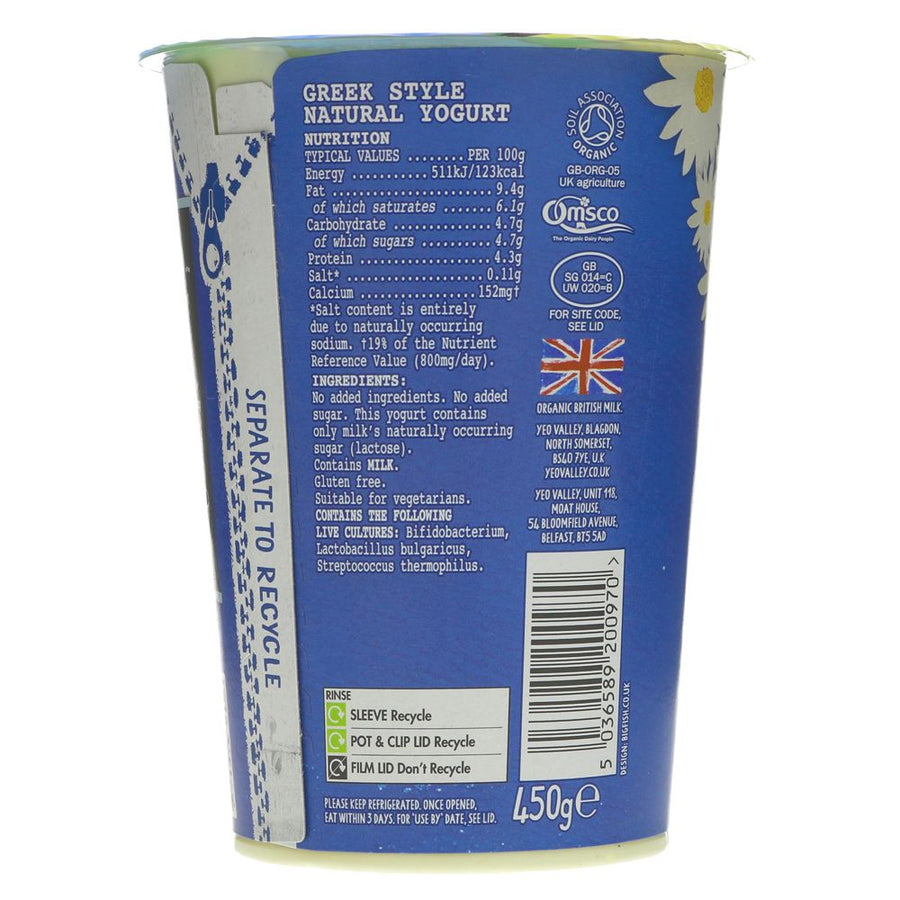 GREEK STYLE
NATURAL YOGURT
NUTRITION
TYPICAL VALUES ........ PER 100g
Energy ............. 511kJ/123kcal
Fat ........................ 9.4g
of which saturates ....... 6.1g
Carbohydrate ............... 4.7g
of which sugars .......... 4.7g
Protein .................... 4.3g
Salt* ..................... 0.11g
Calcium ................. 152mg†
*Salt content is entirely
due to naturally occurring
sodium. †19% of the Nutrient
Reference Value (800mg/day).
INGREDIENTS:
No added ingredients. No added
sugar. This yogurt contains
only milk's naturally occurring
sugar (lactose).
Contains MILK.
Gluten free.
Suitable for vegetarians.
CONTAINS THE FOLLOWING
LIVE CULTURES: Bifidobacterium,
Lactobacillus bulgaricus,
Streptococcus thermophilus.
SEPARATE TO RECYCLE
RINSE
SLEEVE Recycle
POT & CLIP LID Recycle
FILM LID Don't Recycle
PLEASE KEEP REFRIGERATED. ONCE OPENED,
EAT WITHIN 3 DAYS. FOR 'USE BY' DATE, SEE LID.
450g e
SOIL ASSOCIATION
ORGANIC
GB-ORG-05
UK agriculture
Omsco
The Organic Dairy People
GB
SG 014=C
UW 020=B
FOR SITE CODE,
SEE LID
ORGANIC BRITISH MILK.
YEO VALLEY, BLAGDON,
NORTH SOMERSET,
BS40 7YE, U.K
YEOVALLEY.CO.UK
YEO VALLEY, UNIT 118,
MOAT HOUSE,
54 BLOOMFIELD AVENUE,
BELFAST, BT5 5AD
5 036589 200970 >
DESIGN: BIGFISH.CO.UK